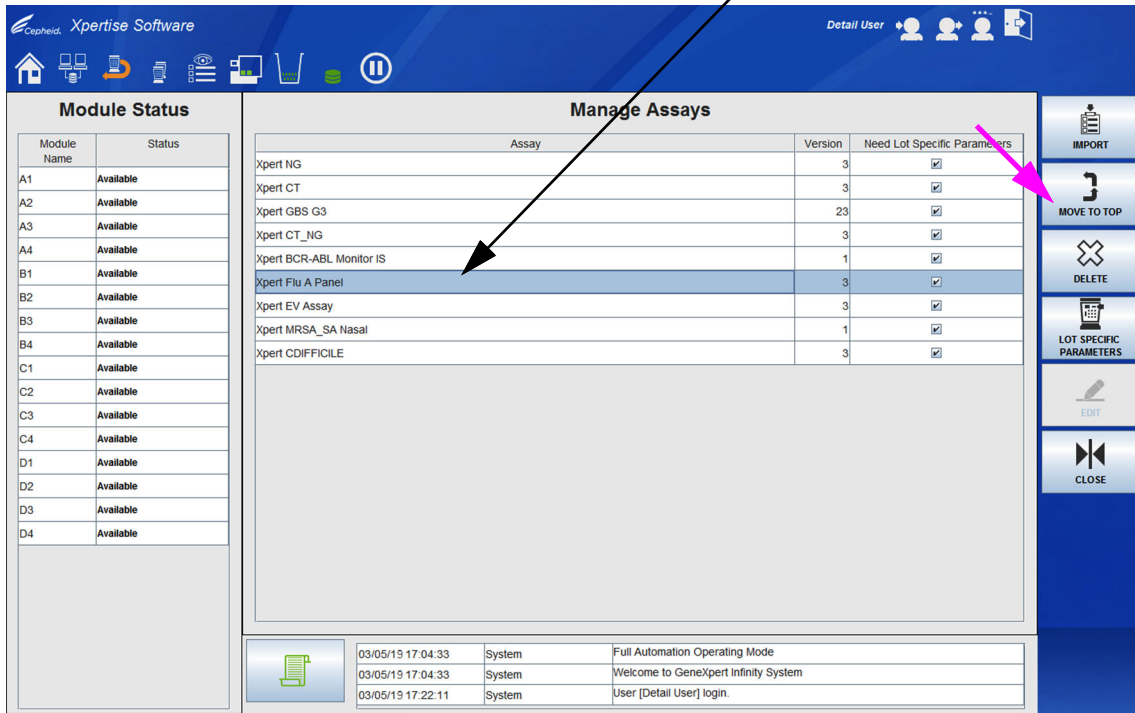 Cepheid. Xpertise Software
Detail User
Module Status
Module Name Status
A1 Available
A2 Available
A3 Available
A4 Available
B1 Available
B2 Available
B3 Available
B4 Available
C1 Available
C2 Available
C3 Available
C4 Available
D1 Available
D2 Available
D3 Available
D4 Available
Manage Assays
Assay Version Need Lot Specific Parameters
Xpert NG 3
Xpert CT 3
Xpert GBS G3 23
Xpert CT_NG 3
Xpert BCR-ABL Monitor IS 1
Xpert Flu A Panel 3
Xpert EV Assay 3
Xpert MRSA_SA Nasal 1
Xpert CDIFFICILE 3
IMPORT
MOVE TO TOP
DELETE
LOT SPECIFIC
PARAMETERS
EDIT
CLOSE
03/05/19 17:04:33 System Full Automation Operating Mode
03/05/19 17:04:33 System Welcome to GeneXpert Infinity System
03/05/19 17:22:11 System User [Detail User] login.